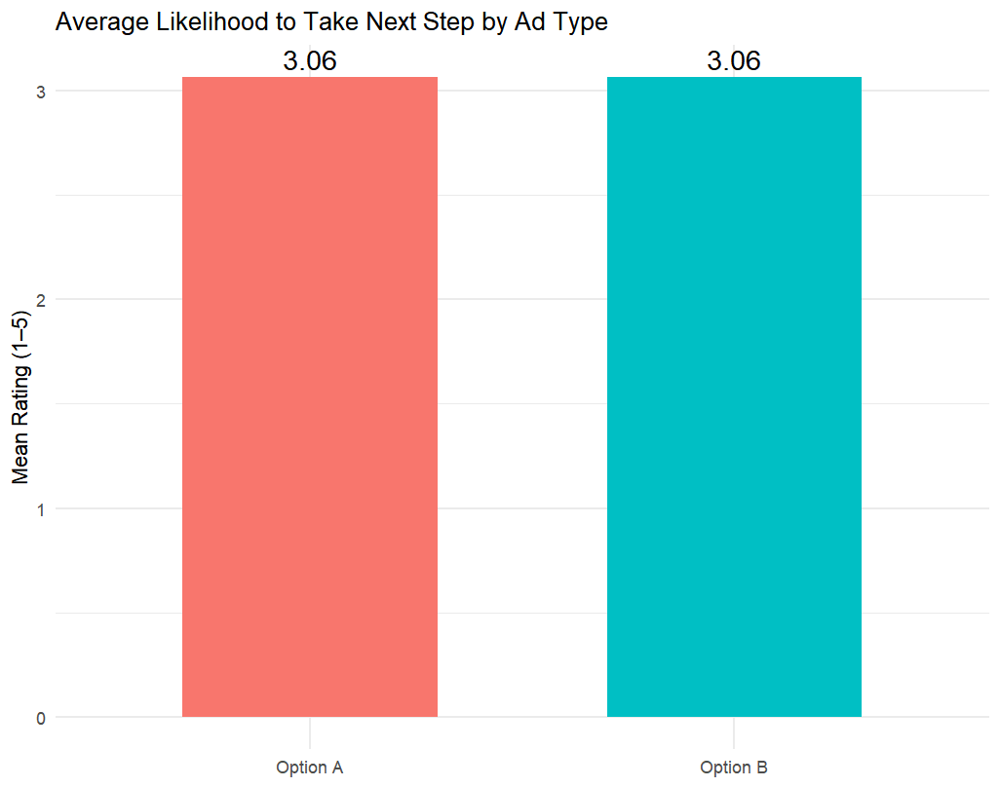 Average Likelihood to Take Next Step by Ad Type
3.06 3.06
3
2
1
0
Mean Rating (1–5)
Option A Option B